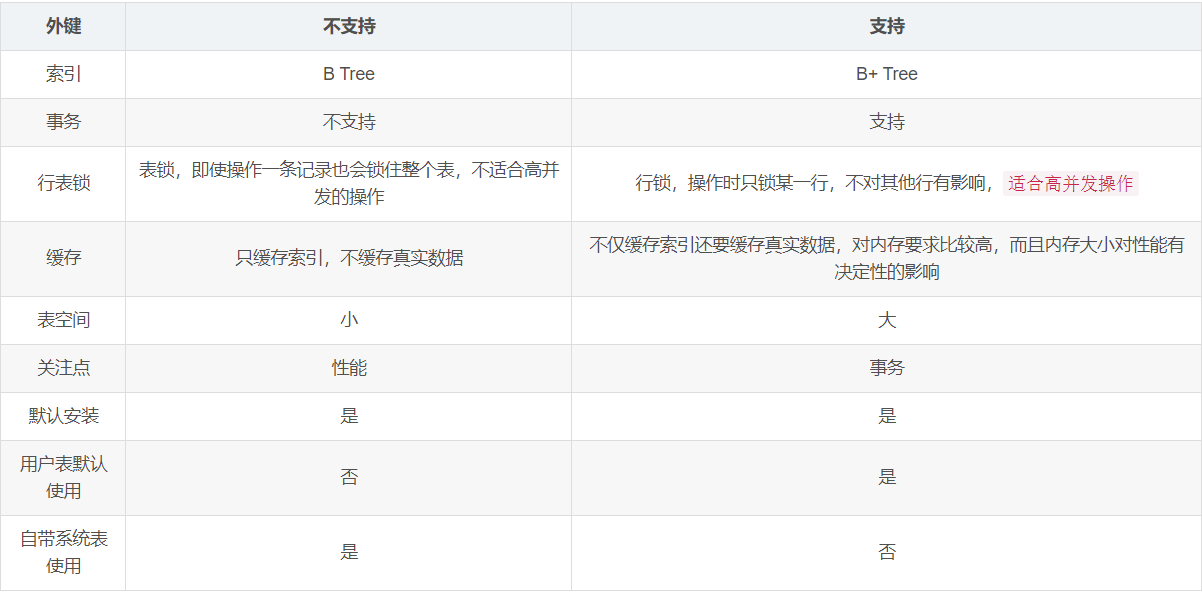 外键 不支持 支持
索引 B Tree B+ Tree
事务 不支持 支持
行表锁 表锁，即使操作一条记录也会锁住整个表，不适合高并
发的操作 行锁，操作时只锁某一行，不对其他行有影响，适合高并发操作
缓存 只缓存索引，不缓存真实数据 不仅缓存索引还要缓存真实数据，对内存要求比较高，而且内存大小对性能有
决定性的影响
表空间 小 大
关注点 性能 事务
默认安装 是 是
用户表默认
使用 否 是
自带系统表
使用 是 否